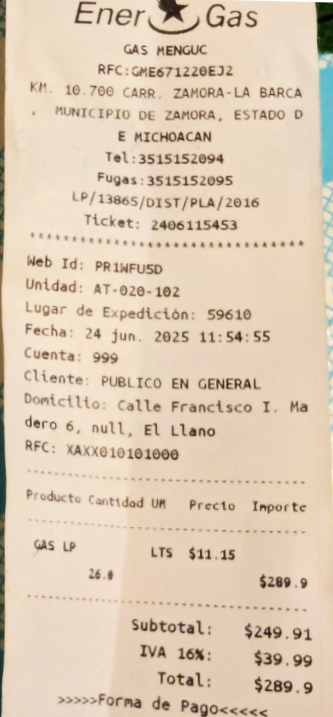 Ener Gas
GAS MENGUC
RFC:GME671220EJ2
KM. 10.700 CARR. ZAMORA-LA BARCA
. MUNICIPIO DE ZAMORA, ESTADO D
E MICHOACAN
Tel:3515152094
Fugas:3515152095
LP/13865/DIST/PLA/2016
Ticket: 2406115453
********************************
Web Id: PR1WFU5D
Unidad: AT-020-102
Lugar de Expedición: 59610
Fecha: 24 jun. 2025 11:54:55
Cuenta: 999
Cliente: PUBLICO EN GENERAL
Domicilio: Calle Francisco I. Ma
dero 6, null, El Llano
RFC: XAXX010101000
--------------------------------
Producto Cantidad UM Precio Importe
--------------------------------
GAS LP LTS $11.15
26.0 $289.9
--------------------------------
Subtotal: $249.91
IVA 16%: $39.99
Total: $289.9
>>>>>Forma de Pago<<<<<